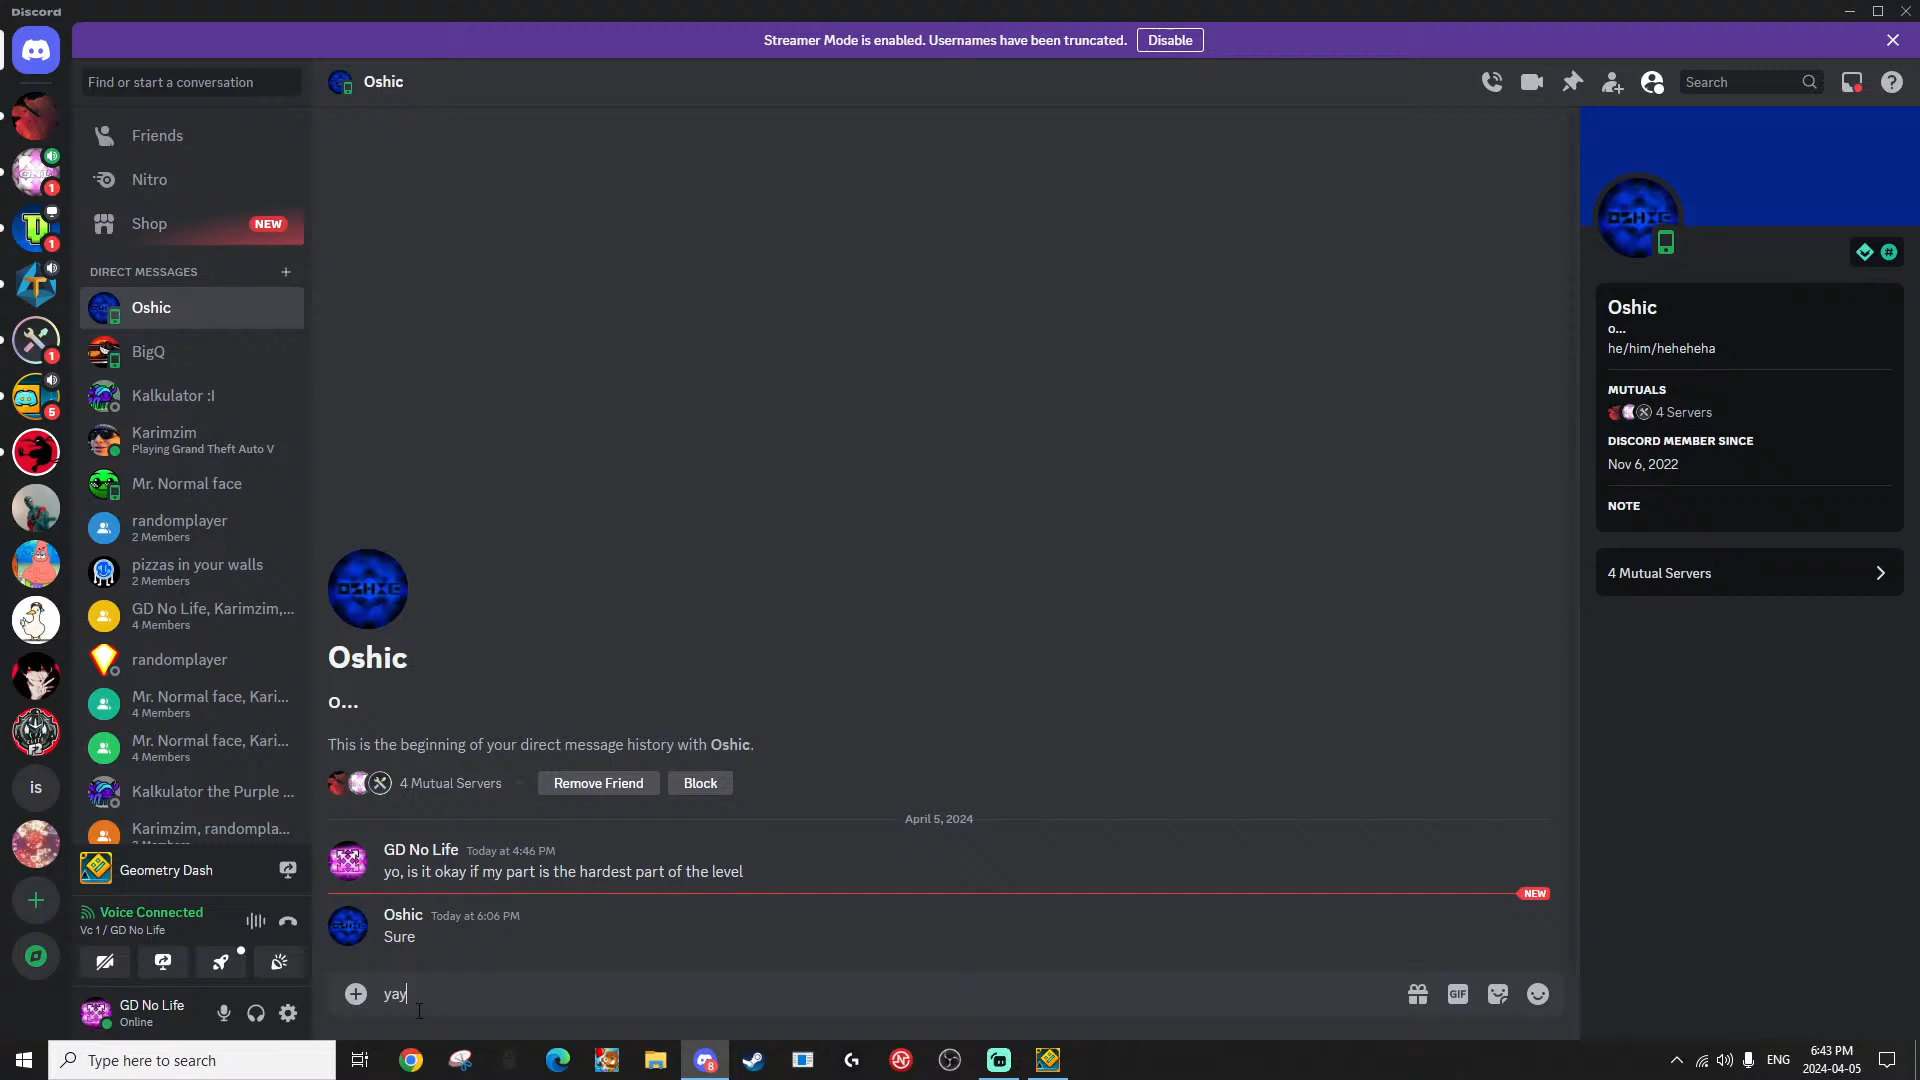 Discord
Streamer Mode is enabled. Usernames have been truncated. Disable
Find or start a conversation
Oshic
Search
Friends
Nitro
Shop NEW
DIRECT MESSAGES
Oshic
BigQ
Kalkulator :I
Karimzim
Playing Grand Theft Auto V
Mr. Normal face
randomplayer
2 Members
pizzas in your walls
2 Members
GD No Life, Karimzim,...
4 Members
randomplayer
Mr. Normal face, Kari...
4 Members
Mr. Normal face, Kari...
4 Members
Kalkulator the Purple ...
Karimzim, randompla...
Geometry Dash
Voice Connected
Vc 1 / GD No Life
GD No Life
Online
1
1
1
5
is
Oshic
o...
This is the beginning of your direct message history with Oshic.
4 Mutual Servers
Remove Friend
Block
April 5, 2024
GD No Life Today at 4:46 PM
yo, is it okay if my part is the hardest part of the level
NEW
Oshic Today at 6:06 PM
Sure
yay
GIF
OSHIC
Oshic
o...
he/him/heheheha
MUTUALS
4 Servers
DISCORD MEMBER SINCE
Nov 6, 2022
NOTE
4 Mutual Servers
Type here to search
8
ENG
6:43 PM
2024-04-05